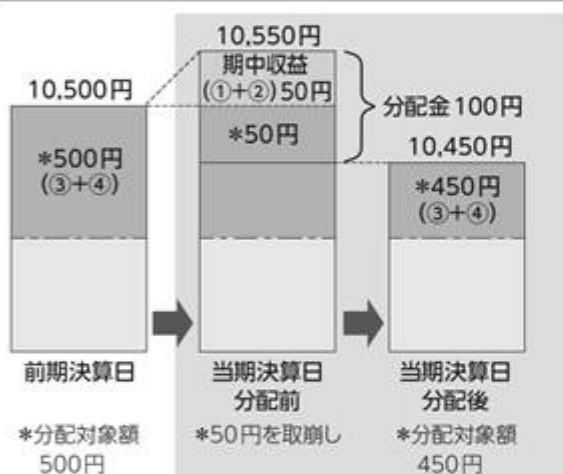 10,500円
*500円
(③+④)
前期決算日
*分配対象額
500円
10,550円
期中収益
(①+②)50円
*50円
分配金100円
当期決算日
分配前
*50円を取崩し
10,450円
*450円
(③+④)
当期決算日
分配後
*分配対象額
450円